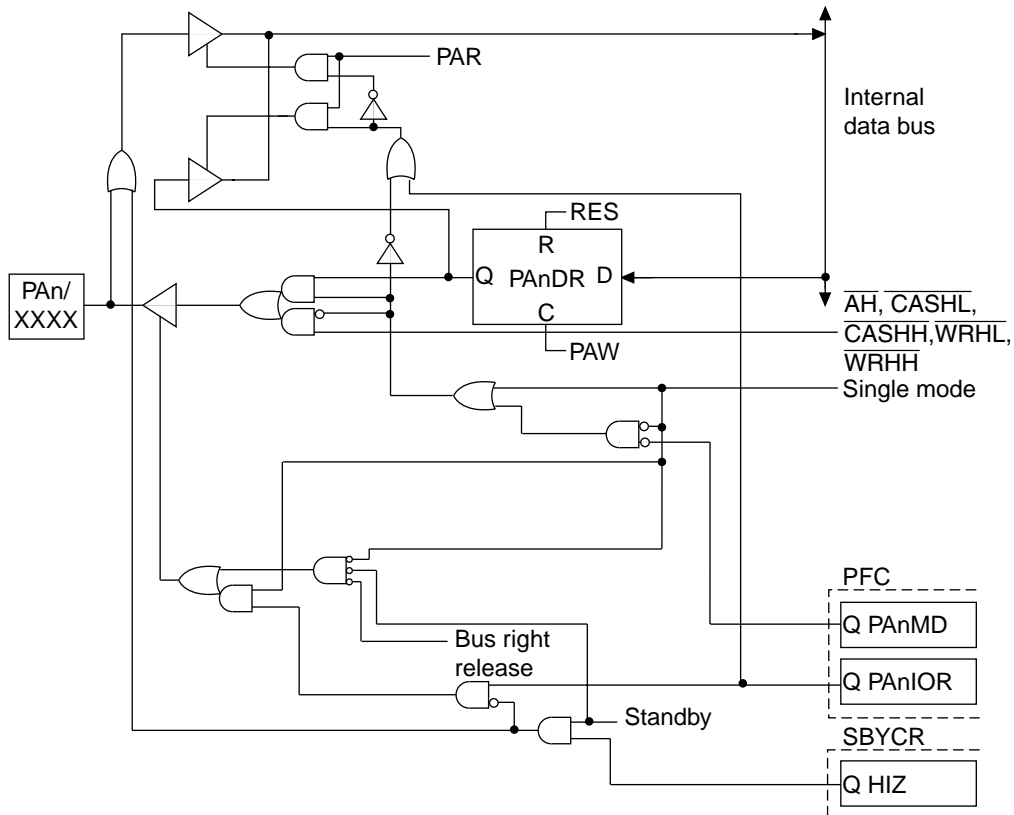 PAR
Internal
data bus
RES
R
Q PAnDR D
C
PAW
PAn/
XXXX
AH, CASHL,
CASHH,WRHL,
WRHH
Single mode
PFC
Q PAnMD
Bus right
release
Q PAnIOR
Standby
SBYCR
Q HIZ